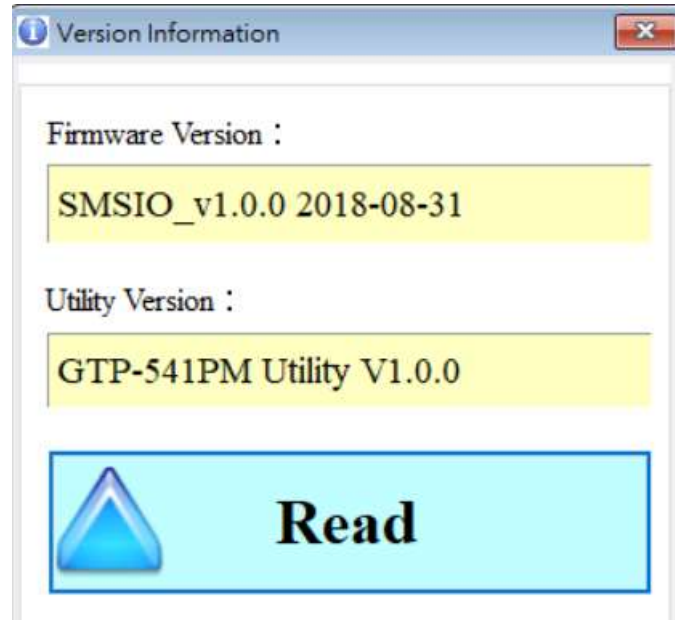 Version Information
Firmware Version：
SMSIO_v1.0.0 2018-08-31
Utility Version：
GTP-541PM Utility V1.0.0
Read